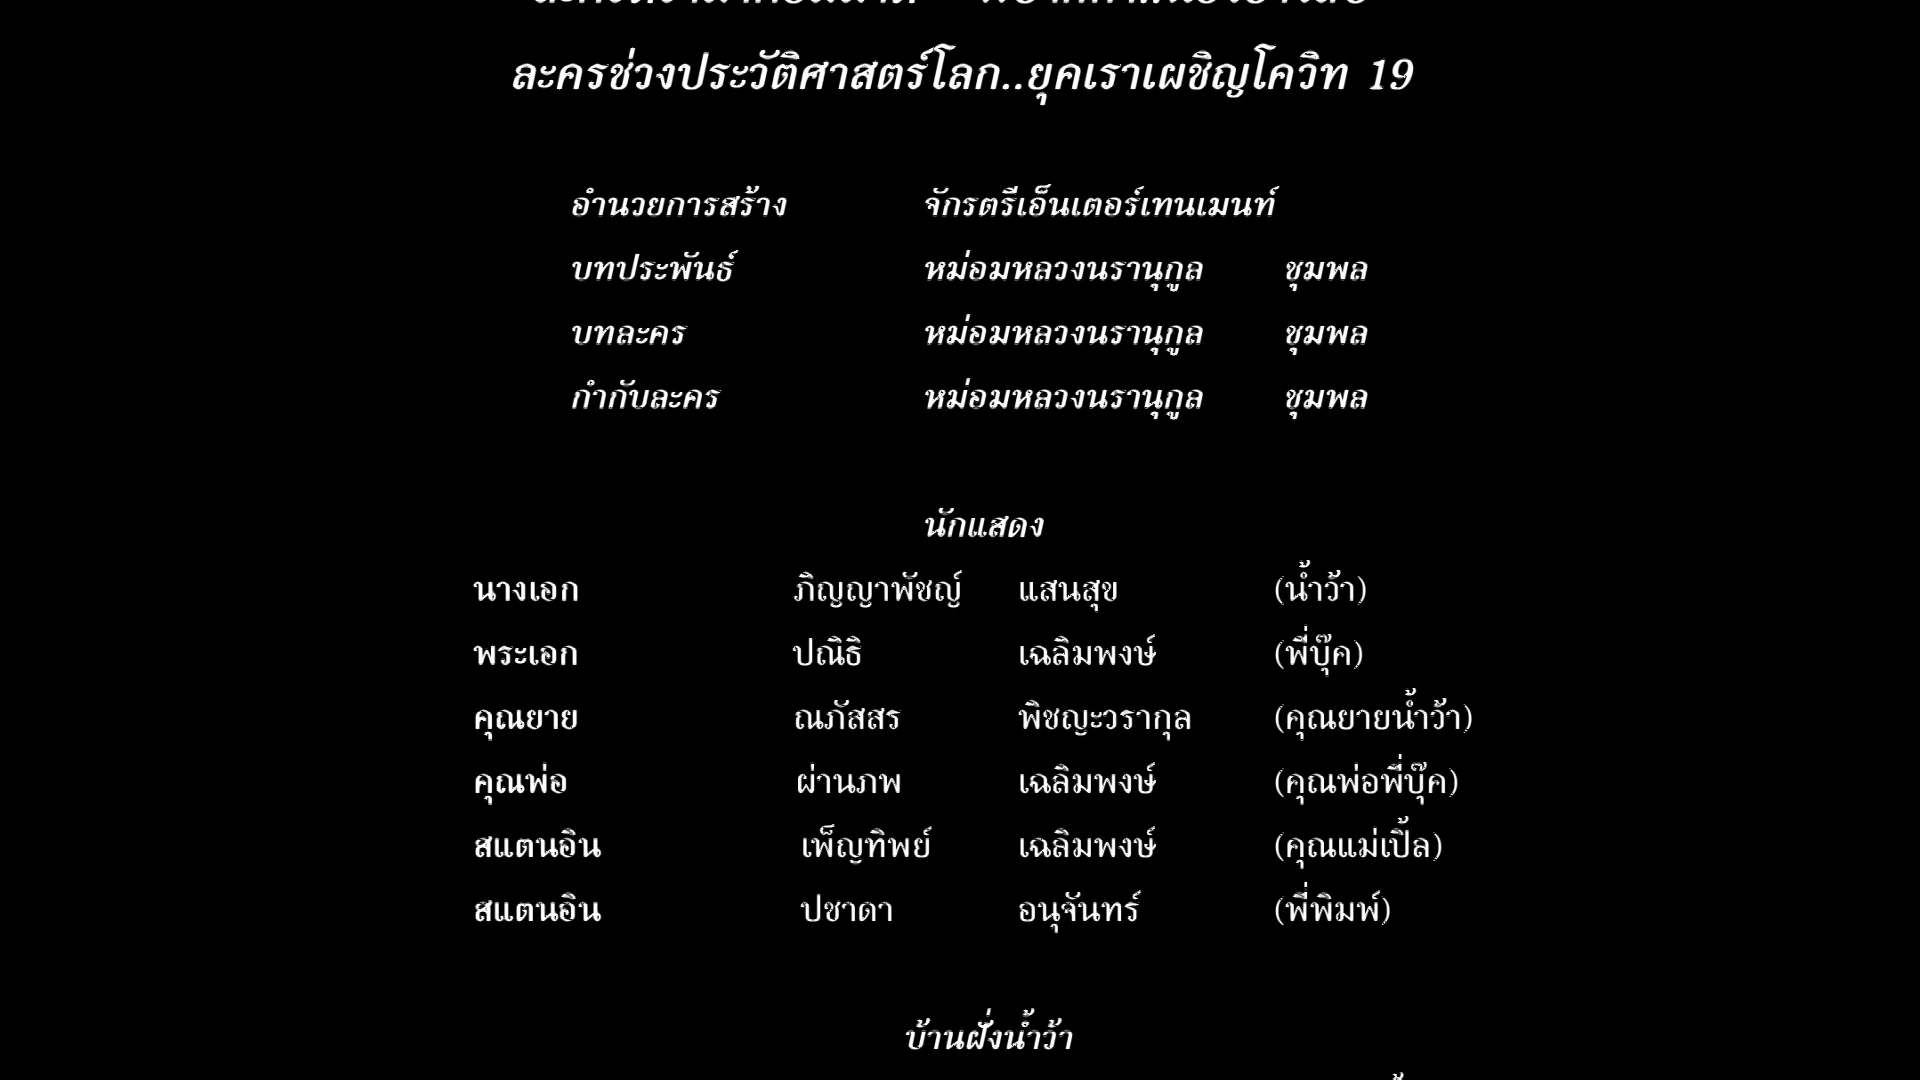 ละครช่วงประวัติศาสตร์โลก..ยุคเราเผชิญโควิท 19
อำนวยการสร้าง จักรตรีเอ็นเตอร์เทนเมนท์
บทประพันธ์ หม่อมหลวงนรานุกูล ชุมพล
บทละคร หม่อมหลวงนรานุกูล ชุมพล
กำกับละคร หม่อมหลวงนรานุกูล ชุมพล
นักแสดง
นางเอก ภิญญาพัชญ์ แสนสุข (น้ำว้า)
พระเอก ปณิธิ เฉลิมพงษ์ (พี่บุ๊ค)
คุณยาย ณภัสสร พิชญะวรากุล (คุณยายน้ำว้า)
คุณพ่อ ผ่านภพ เฉลิมพงษ์ (คุณพ่อพี่บุ๊ค)
สแตนอิน เพ็ญทิพย์ เฉลิมพงษ์ (คุณแม่เปิ้ล)
สแตนอิน ปชาดา อนุจันทร์ (พี่พิมพ์)
บ้านฝั่งน้ำว้า